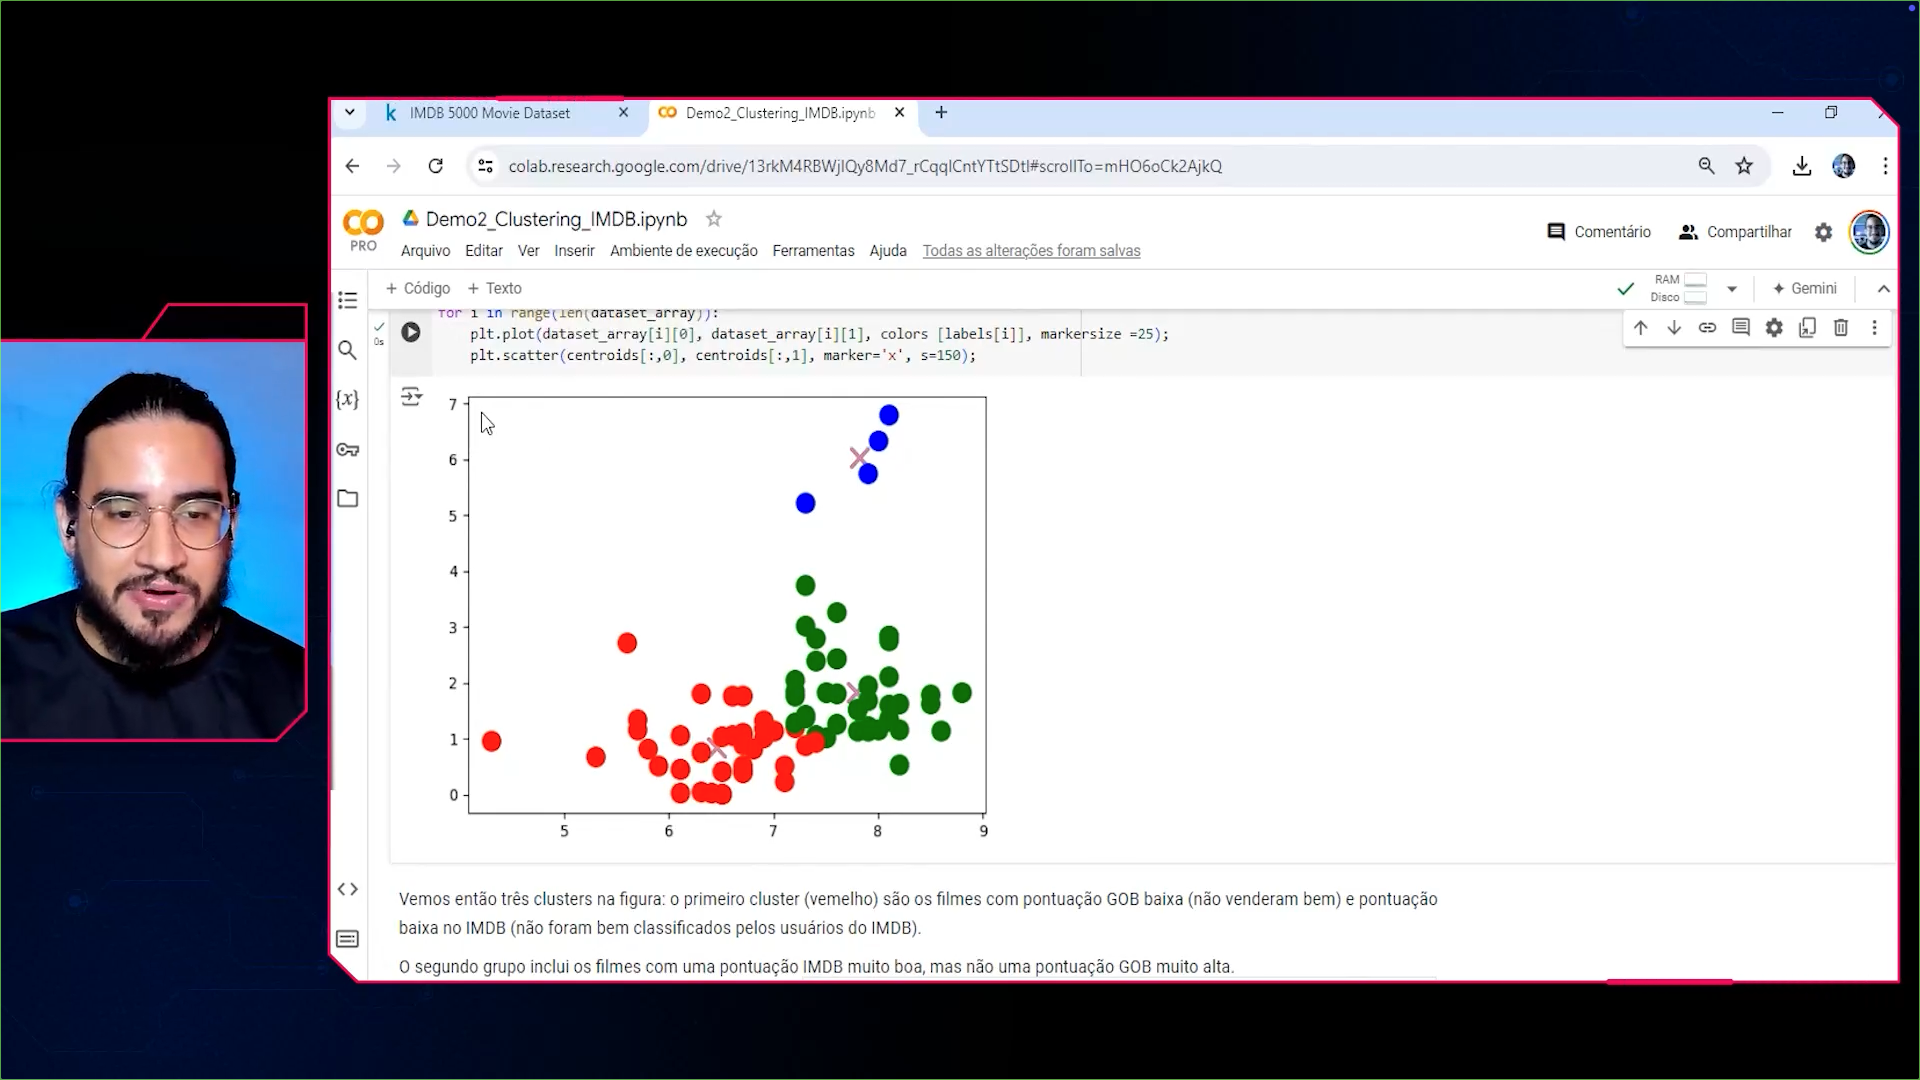 IMDB 5000 Movie Dataset
Demo2_Clustering_IMDB.ipynb
colab.research.google.com/drive/13rkM4RBWjIQy8Md7_rCqqICntYTtSDtI#scrollTo=mHO6oCk2AjkQ
CO
PRO
Demo2_Clustering_IMDB.ipynb
Comentário
Compartilhar
Arquivo Editar Ver Inserir Ambiente de execução Ferramentas Ajuda Todas as alterações foram salvas
+ Código + Texto
RAM
Disco
Gemini
for i in range(len(dataset_array)):
0s
plt.plot(dataset_array[i][0], dataset_array[i][1], colors [labels[i]], markersize =25);
plt.scatter(centroids[:,0], centroids[:,1], marker='x', s=150);
{x}
7
6
5
4
3
2
1
0
5 6 7 8 9
Vemos então três clusters na figura: o primeiro cluster (vemelho) são os filmes com pontuação GOB baixa (não venderam bem) e pontuação
baixa no IMDB (não foram bem classificados pelos usuários do IMDB).
O segundo grupo inclui os filmes com uma pontuação IMDB muito boa, mas não uma pontuação GOB muito alta.